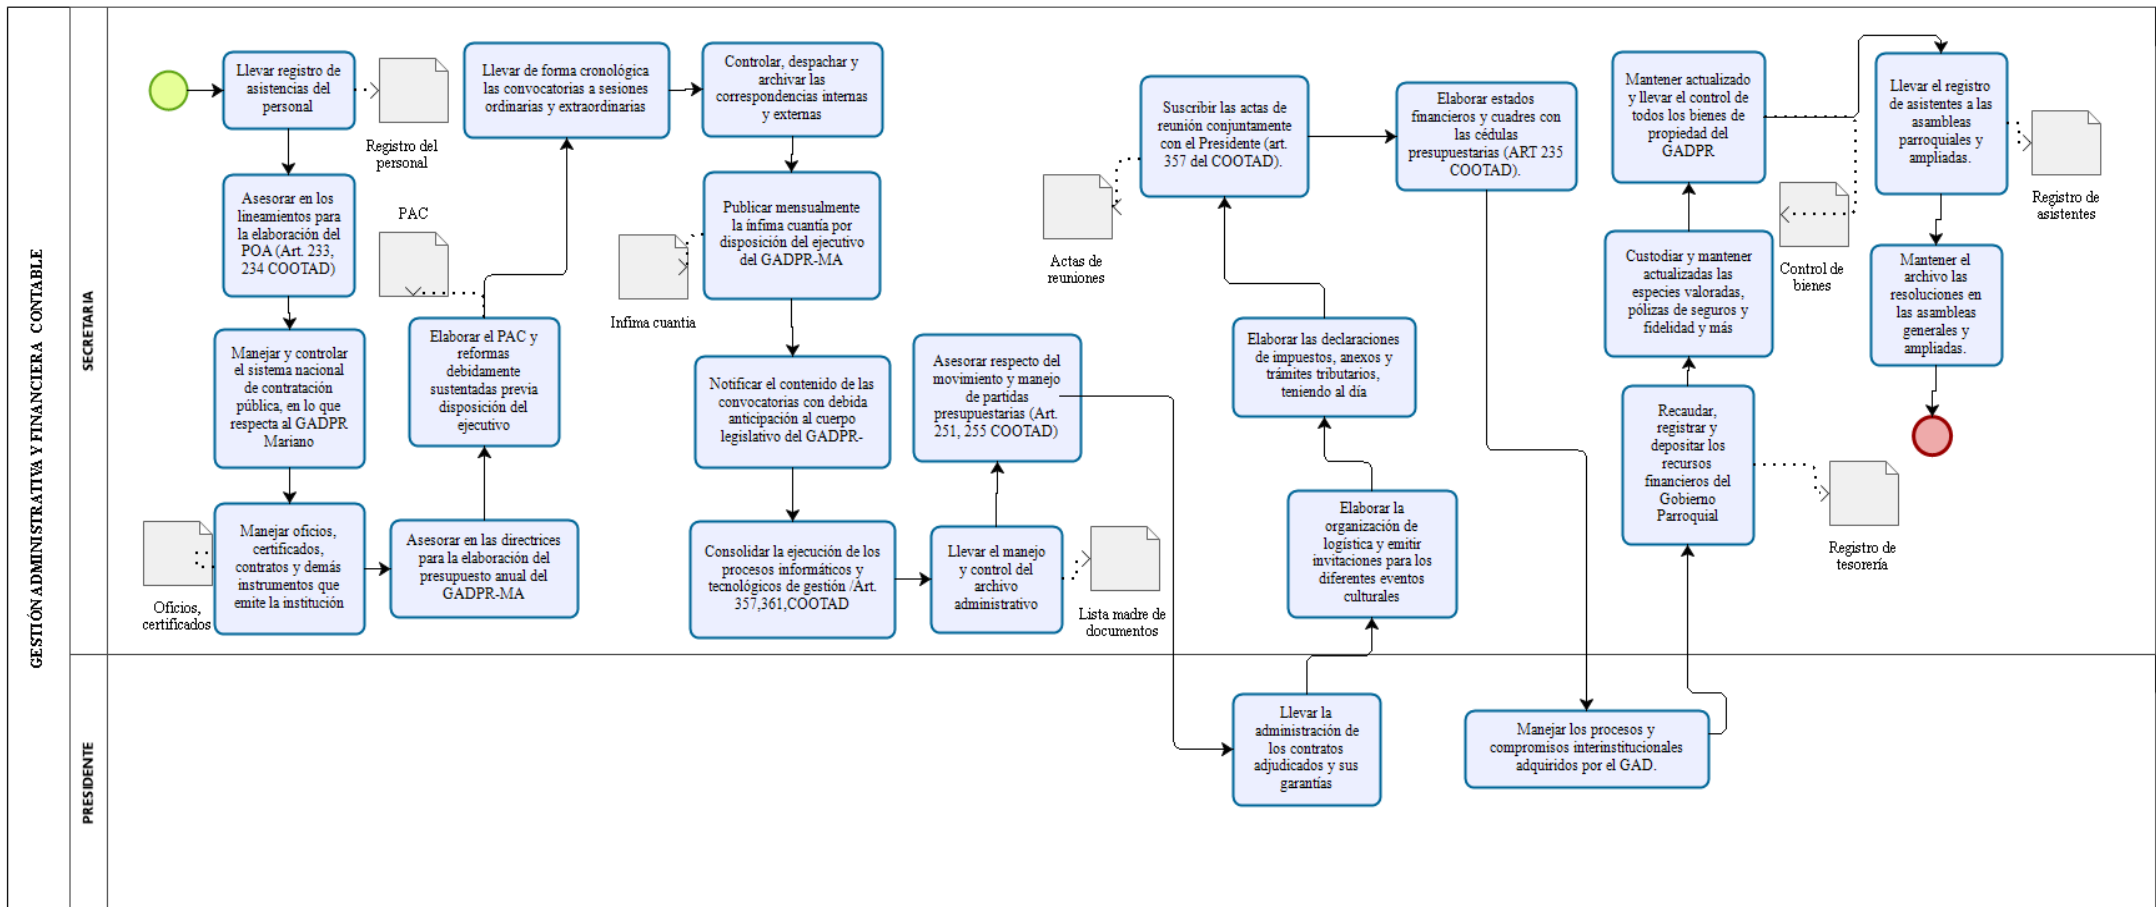 GESTIÓN ADMINISTRATIVA Y FINANCIERA CONTABLE
SECRETARIA
PRESIDENTE
Llevar registro de
asistencias del
personal
Registro del
personal
Asesorar en los
lineamientos para
la elaboración del
POA (Art. 233,
234 COOTAD)
Manejar y controlar
el sistema nacional
de contratación
pública, en lo que
respecta al GADPR
Mariano
Manejar oficios,
certificados,
contratos y demás
instrumentos que
emite la institución
Oficios,
certificados
Asesorar en las directrices
para la elaboración del
presupuesto anual del
GADPR-MA
Elaborar el PAC y
reformas
debidamente
sustentadas previa
disposición del
ejecutivo
PAC
Llevar de forma cronológica
las convocatorias a sesiones
ordinarias y extraordinarias
Controlar, despachar y
archivar las
correspondencias internas
y externas
Publicar mensualmente
la ínfima cuantía por
disposición del ejecutivo
del GADPR-MA
Infima cuantia
Notificar el contenido de las
convocatorias con debida
anticipación al cuerpo
legislativo del GADPR-
Consolidar la ejecución de los
procesos informáticos y
tecnológicos de gestión /Art.
357,361,COOTAD
Llevar el manejo
y control del
archivo
administrativo
Lista madre de
documentos
Asesorar respecto del
movimiento y manejo
de partidas
presupuestarias (Art.
251, 255 COOTAD)
Llevar la
administración de
los contratos
adjudicados y sus
garantías
Elaborar la
organización de
logística y emitir
invitaciones para los
diferentes eventos
culturales
Elaborar las declaraciones
de impuestos, anexos y
trámites tributarios,
teniendo al día
Suscribir las actas de
reunión conjuntamente
con el Presidente (art.
357 del COOTAD).
Actas de
reuniones
Elaborar estados
financieros y cuadres con
las cédulas
presupuestarias (ART 235
COOTAD).
Manejar los procesos y
compromisos interinstitucionales
adquiridos por el GAD.
Recaudar,
registrar y
depositar los
recursos
financieros del
Gobierno
Parroquial
Registro de
tesorería
Custodiar y mantener
actualizadas las
especies valoradas,
pólizas de seguros y
fidelidad y más
Mantener actualizado
y llevar el control de
todos los bienes de
propiedad del
GADPR
Control de
bienes
Llevar el registro
de asistentes a las
asambleas
parroquiales y
ampliadas.
Registro de
asistentes
Mantener el
archivo las
resoluciones en
las asambleas
generales y
ampliadas.